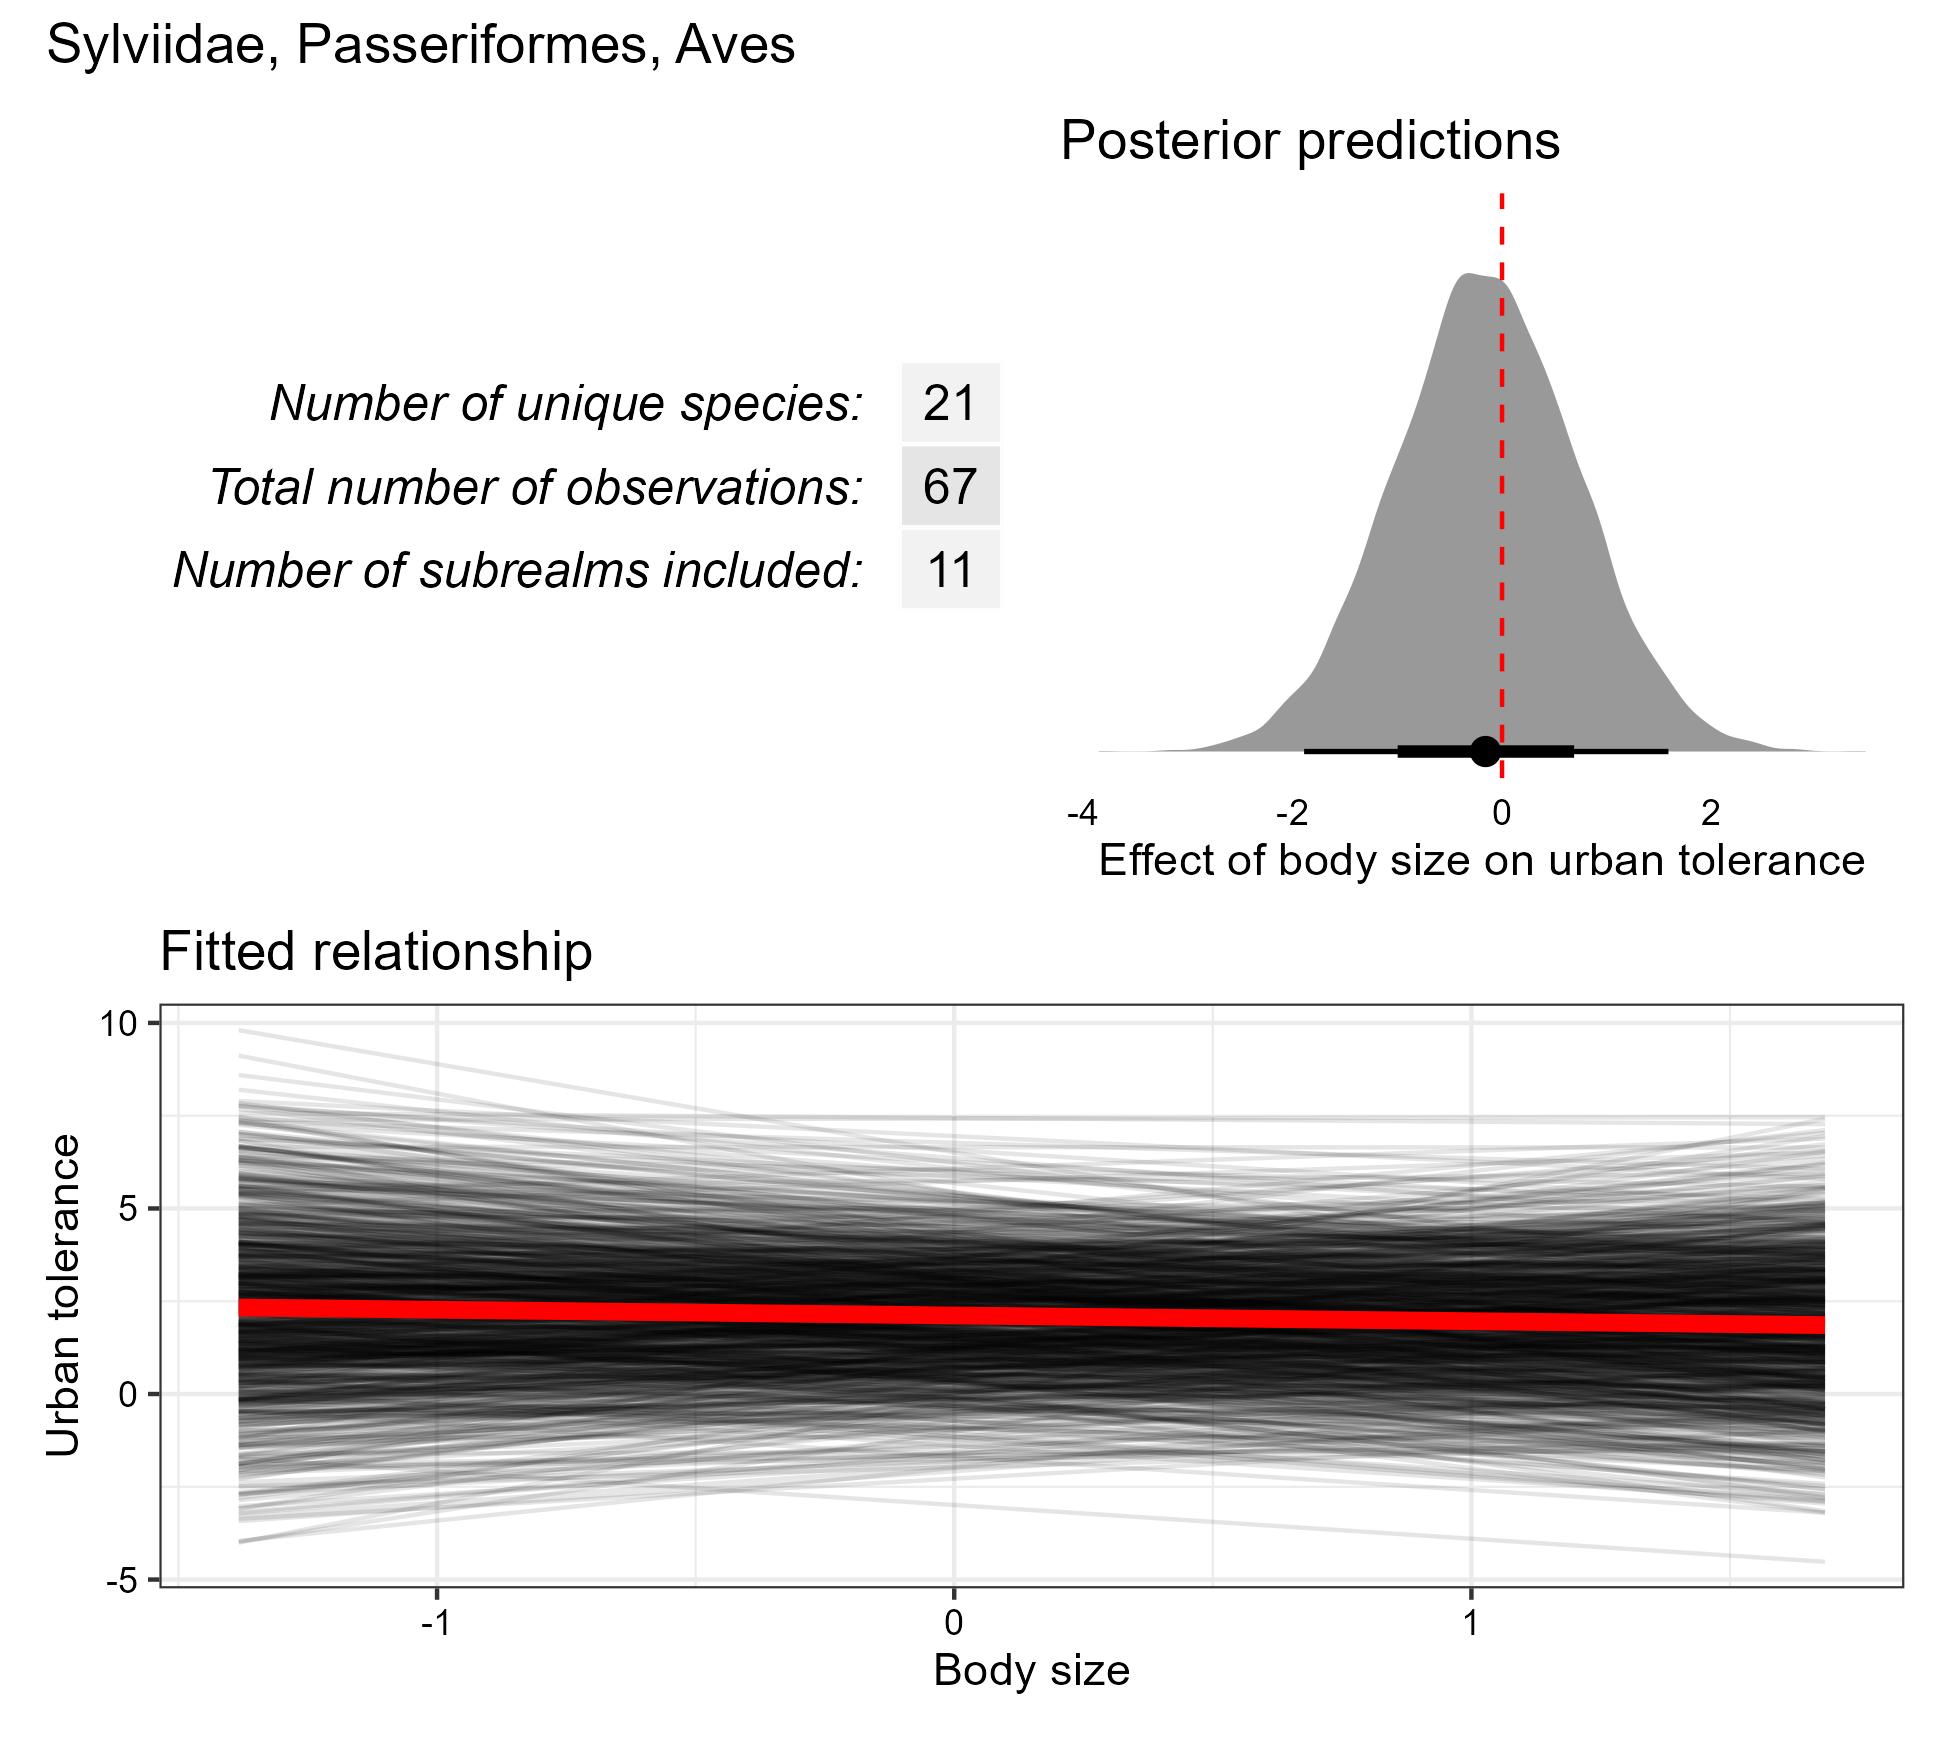 Sylviidae, Passeriformes, Aves
Posterior predictions
Number of unique species: 21
Total number of observations: 67
Number of subrealms included: 11
-4 -2 0 2
Effect of body size on urban tolerance
Fitted relationship
10
5
0
-5
Urban tolerance
-1 0 1
Body size